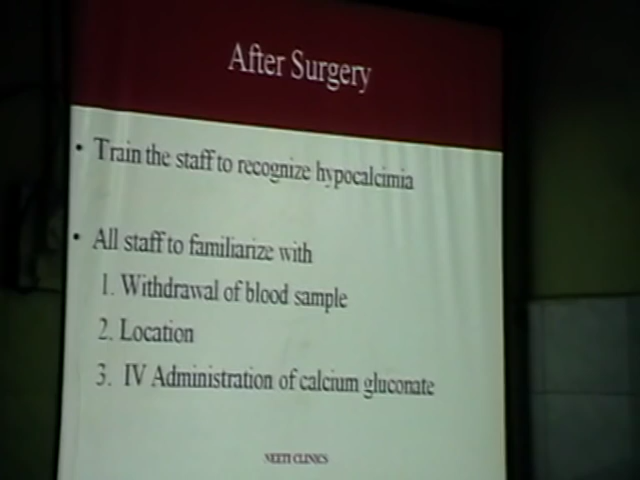 After Surgery
• Train the staff to recognize hypocalcimia
• All staff to familiarize with
1. Withdrawal of blood sample
2. Location
3. IV Administration of calcium gluconate
NEETI CLINICS